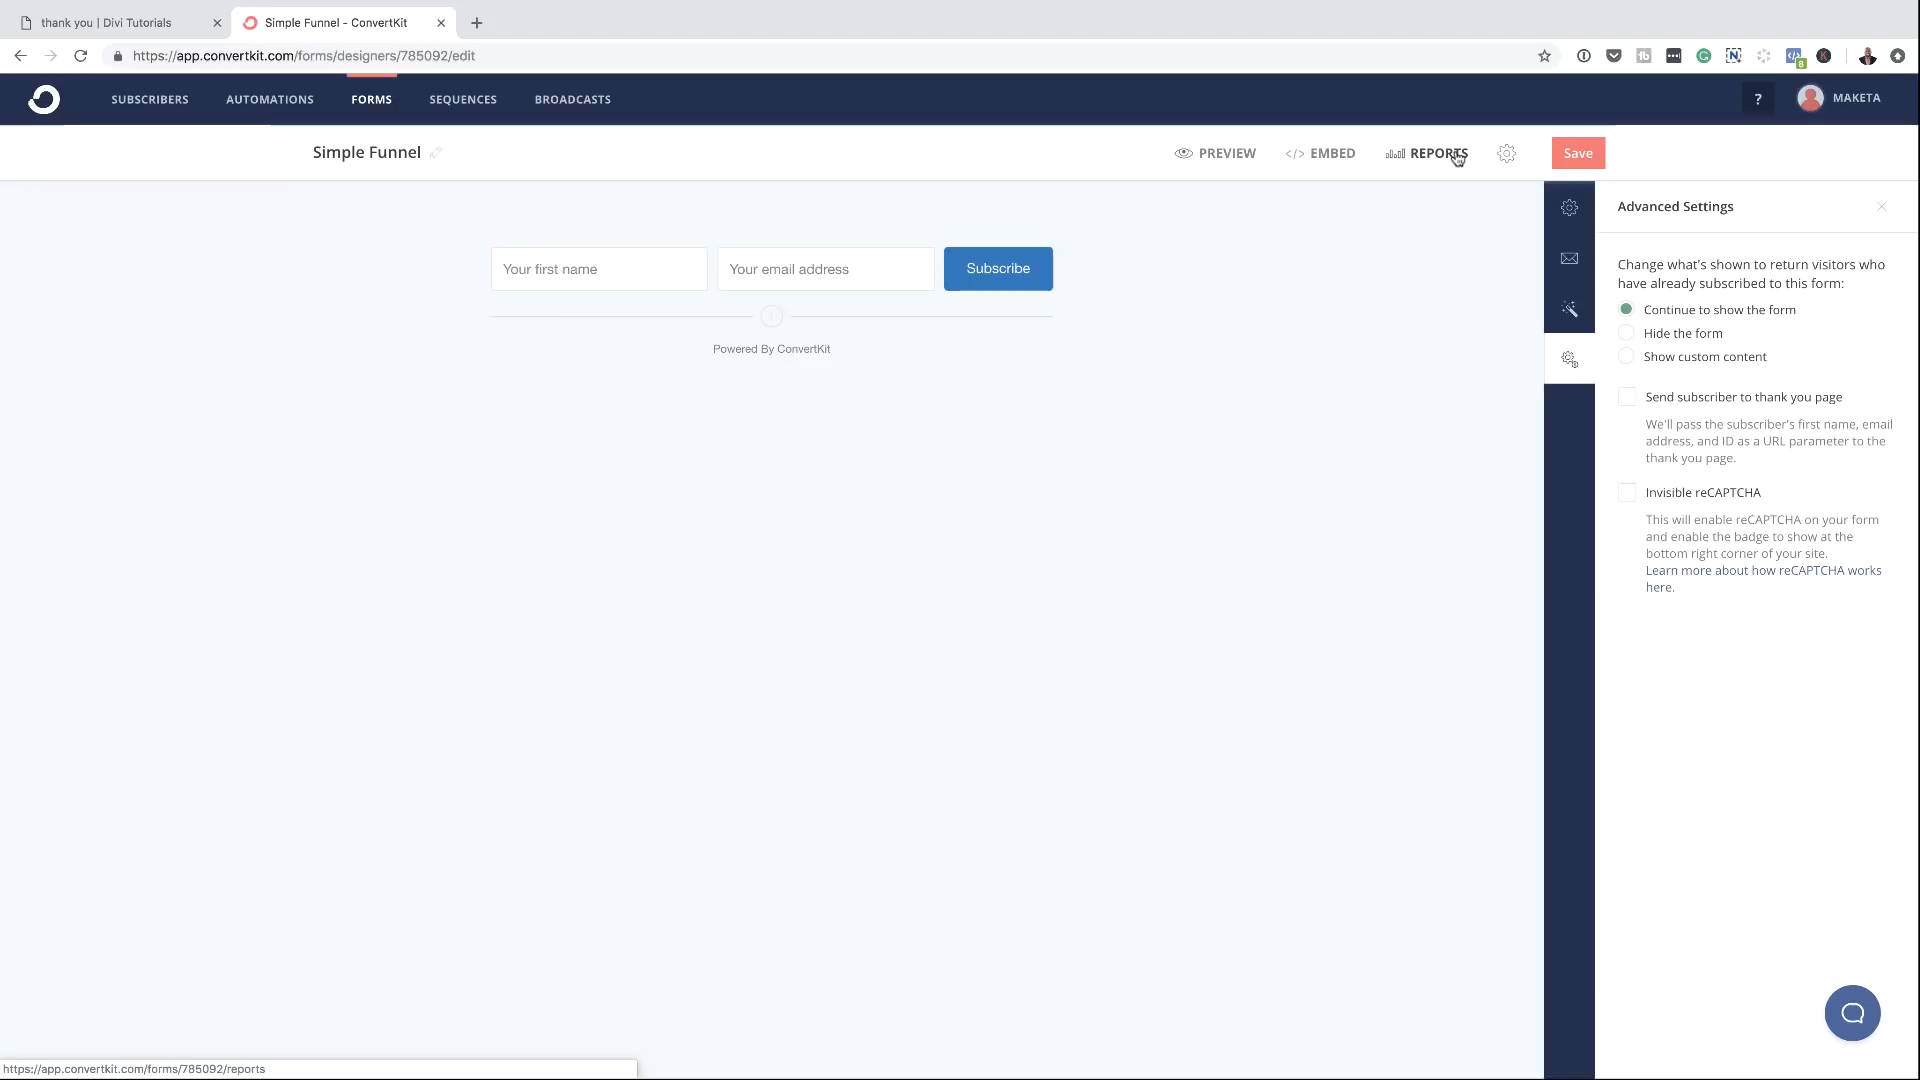 thank you | Divi Tutorials
Simple Funnel - ConvertKit
https://app.convertkit.com/forms/designers/785092/edit
SUBSCRIBERS
AUTOMATIONS
FORMS
SEQUENCES
BROADCASTS
?
MAKETA
Simple Funnel
PREVIEW
</> EMBED
REPORTS
Save
Advanced Settings
Your first name
Your email address
Subscribe
Powered By ConvertKit
Change what's shown to return visitors who
have already subscribed to this form:
Continue to show the form
Hide the form
Show custom content
Send subscriber to thank you page
We'll pass the subscriber's first name, email
address, and ID as a URL parameter to the
thank you page.
Invisible reCAPTCHA
This will enable reCAPTCHA on your form
and enable the badge to show at the
bottom right corner of your site.
Learn more about how reCAPTCHA works
here.
https://app.convertkit.com/forms/785092/reports